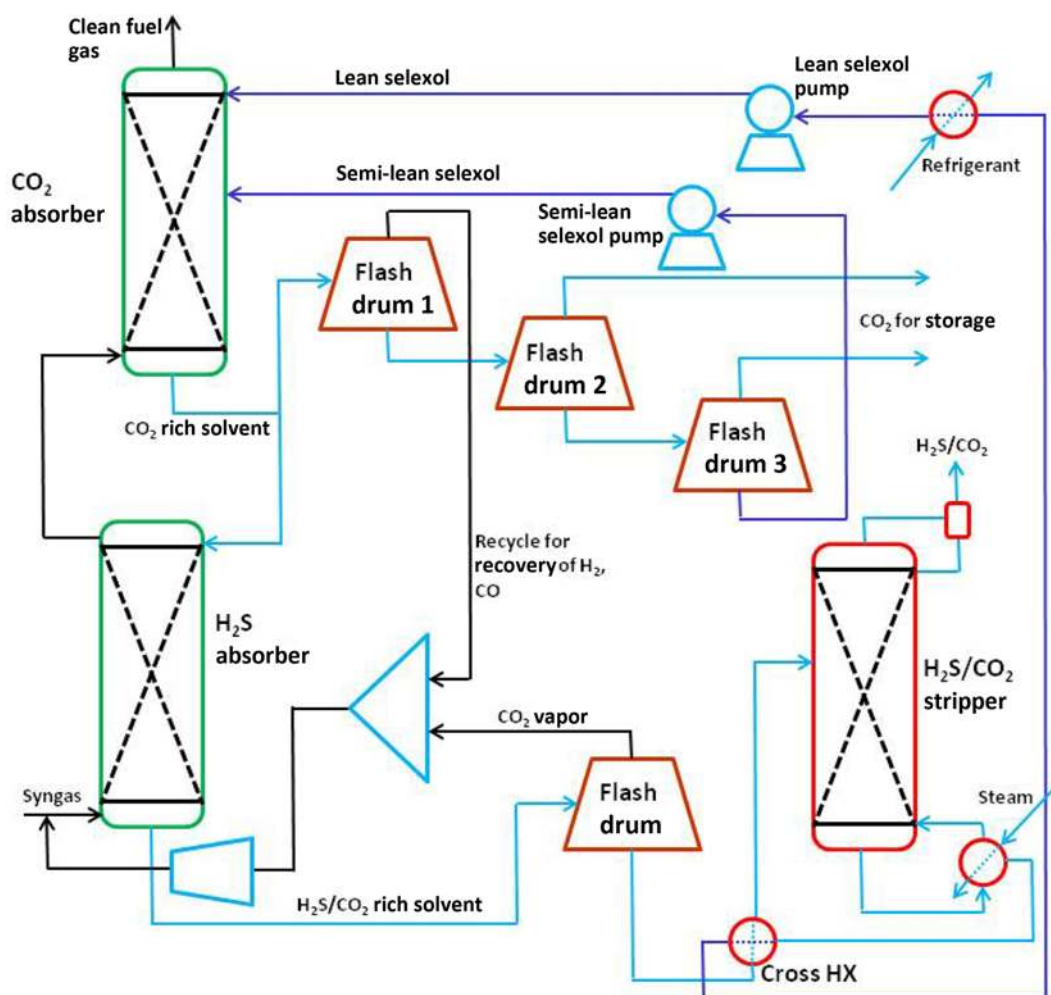 Clean fuel
gas
Lean selexol
Lean selexol
pump
Refrigerant
CO₂
absorber
Semi-lean selexol
Semi-lean
selexol pump
Flash
drum 1
Flash
drum 2
CO₂ for storage
Flash
drum 3
CO₂ rich solvent
H₂S/CO₂
Recycle for
recovery of H₂,
CO
H₂S
absorber
H₂S/CO₂
stripper
CO₂ vapor
Syngas
Flash
drum
Steam
H₂S/CO₂ rich solvent
Cross HX